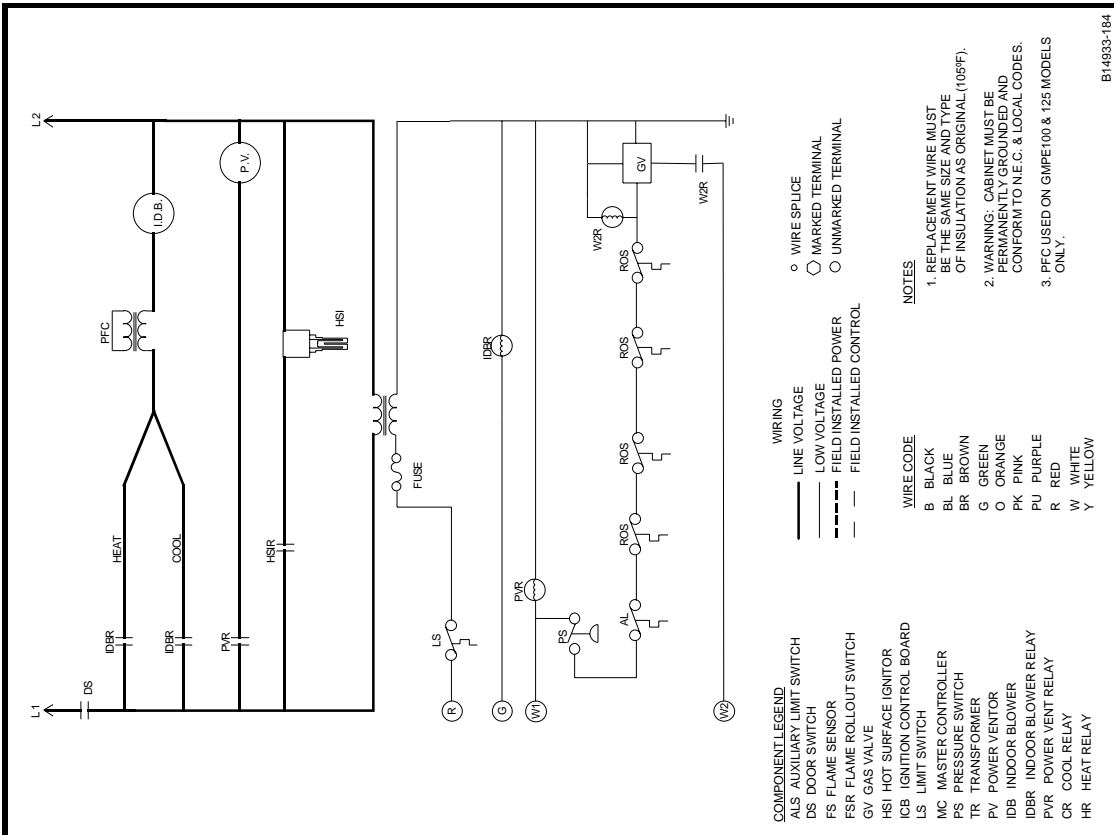 L1
L2
DS
IDBR
HEAT
IDBR
COOL
PFC
I.D.B.
PVR
P.V.
HSIR
HSI
FUSE
LS
R
G
IDBR
W1
PVR
PS
AL
ROS
ROS
ROS
ROS
W2R
GV
W2R
W2
COMPONENT LEGEND
ALS AUXILIARY LIMIT SWITCH
DS DOOR SWITCH
FS FLAME SENSOR
FSR FLAME ROLLOUT SWITCH
GV GAS VALVE
HSI HOT SURFACE IGNITOR
ICB IGNITION CONTROL BOARD
LS LIMIT SWITCH
MC MASTER CONTROLLER
PS PRESSURE SWITCH
TR TRANSFORMER
PV POWER VENTOR
IDB INDOOR BLOWER
IDBR INDOOR BLOWER RELAY
PVR POWER VENT RELAY
CR COOL RELAY
HR HEAT RELAY
WIRING
LINE VOLTAGE
LOW VOLTAGE
FIELD INSTALLED POWER
FIELD INSTALLED CONTROL
WIRE SPLICE
MARKED TERMINAL
UNMARKED TERMINAL
WIRE CODE
B BLACK
BL BLUE
BR BROWN
G GREEN
O ORANGE
PK PINK
PU PURPLE
R RED
W WHITE
Y YELLOW
NOTES
1. REPLACEMENT WIRE MUST
BE THE SAME SIZE AND TYPE
OF INSULATION AS ORIGINAL.(105ºF).
2. WARNING: CABINET MUST BE
PERMANENTLY GROUNDED AND
CONFORM TO N.E.C. & LOCAL CODES.
3. PFC USED ON GMPE100 & 125 MODELS
ONLY.
B14933-184